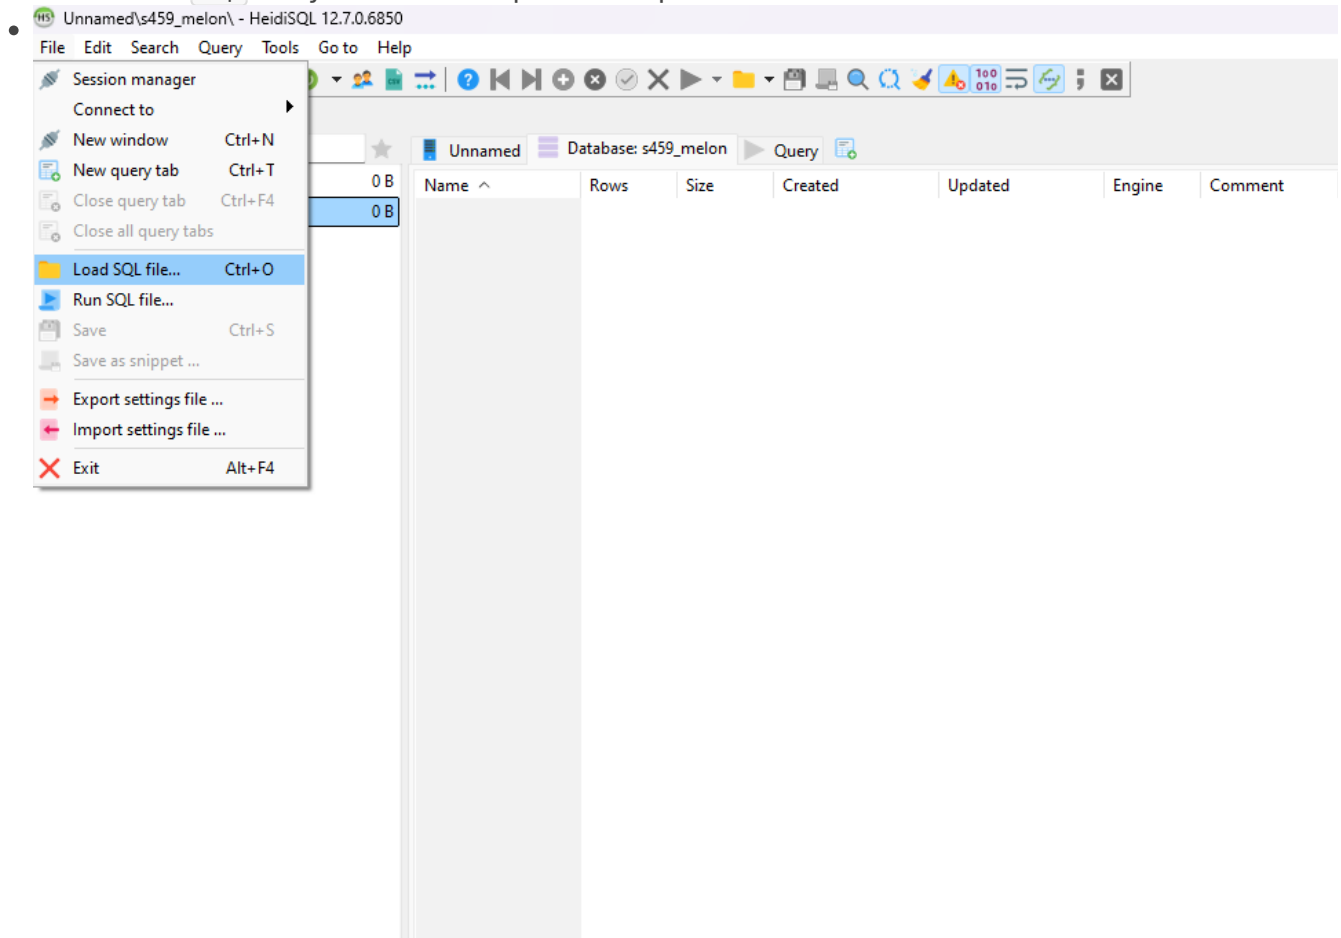 Unnamed\s459_melon\ - HeidiSQL 12.7.0.6850
File Edit Search Query Tools Go to Help
Session manager
Connect to
New window Ctrl+N
New query tab Ctrl+T
Close query tab Ctrl+F4
Close all query tabs
Load SQL file... Ctrl+O
Run SQL file...
Save Ctrl+S
Save as snippet ...
Export settings file ...
Import settings file ...
Exit Alt+F4
0 B
0 B
Unnamed Database: s459_melon Query
Name Rows Size Created Updated Engine Comment